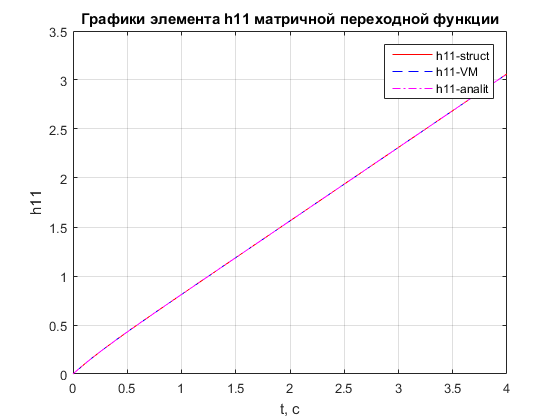 Графики элемента h11 матричной переходной функции
3.5
3
2.5
2
1.5
1
0.5
0
h11
h11-struct
h11-VM
h11-analit
0 0.5 1 1.5 2 2.5 3 3.5 4
t, c